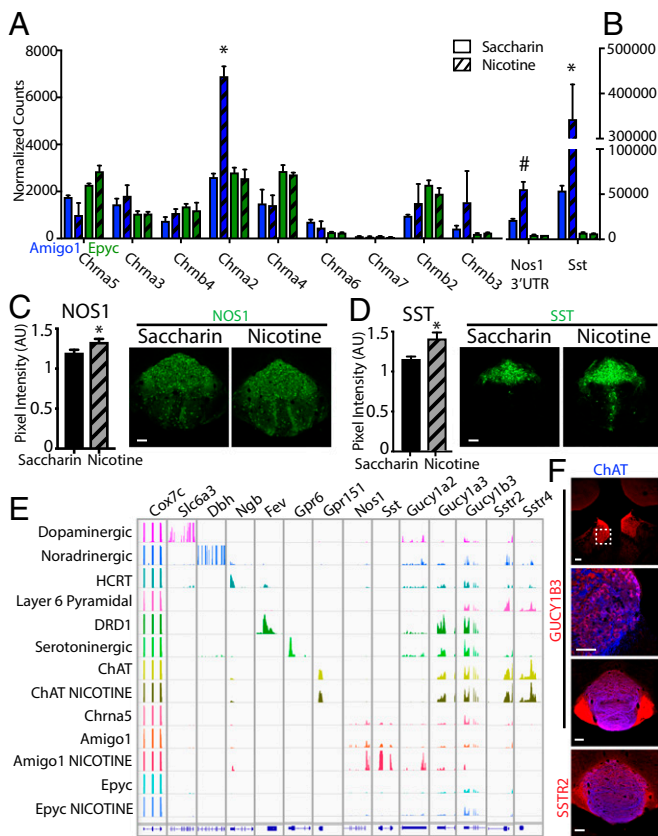 A
B
8000
6000
4000
2000
0
Normalized Counts
Saccharin
Nicotine
500000
400000
300000
100000
50000
0
*
#
*
Amigo1 Epyc
Chrna5
Chrna3
Chrnb4
Chrna2
Chrna4
Chrna6
Chrna7
Chrnb2
Chrnb3
Nos1
3'UTR
Sst
C
NOS1
Pixel Intensity (AU)
1.5
1
0.5
0
*
Saccharin Nicotine
NOS1
Saccharin Nicotine
D
SST
Pixel Intensity (AU)
1.5
1
0.5
0
*
Saccharin Nicotine
SST
Saccharin Nicotine
E
Cox7c
Slc6a3
Dbh
Ngb
Fev
Gpr6
Gpr151
Nos1
Sst
Gucy1a2
Gucy1a3
Gucy1b3
Sstr2
Sstr4
Dopaminergic
Noradrinergic
HCRT
Layer 6 Pyramidal
DRD1
Serotoninergic
ChAT
ChAT NICOTINE
Chrna5
Amigo1
Amigo1 NICOTINE
Epyc
Epyc NICOTINE
F
ChAT
GUCY1B3
SSTR2